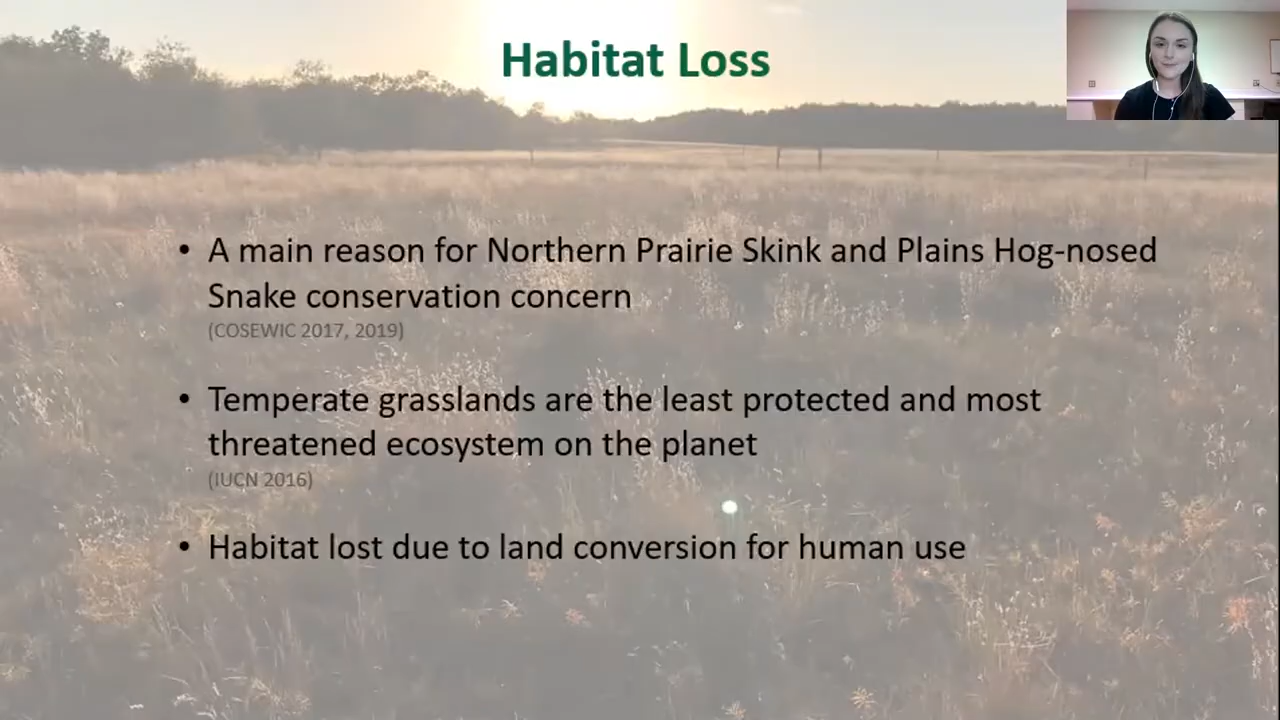 Habitat Loss
• A main reason for Northern Prairie Skink and Plains Hog-nosed
Snake conservation concern
(COSEWIC 2017, 2019)
• Temperate grasslands are the least protected and most
threatened ecosystem on the planet
(IUCN 2016)
• Habitat lost due to land conversion for human use